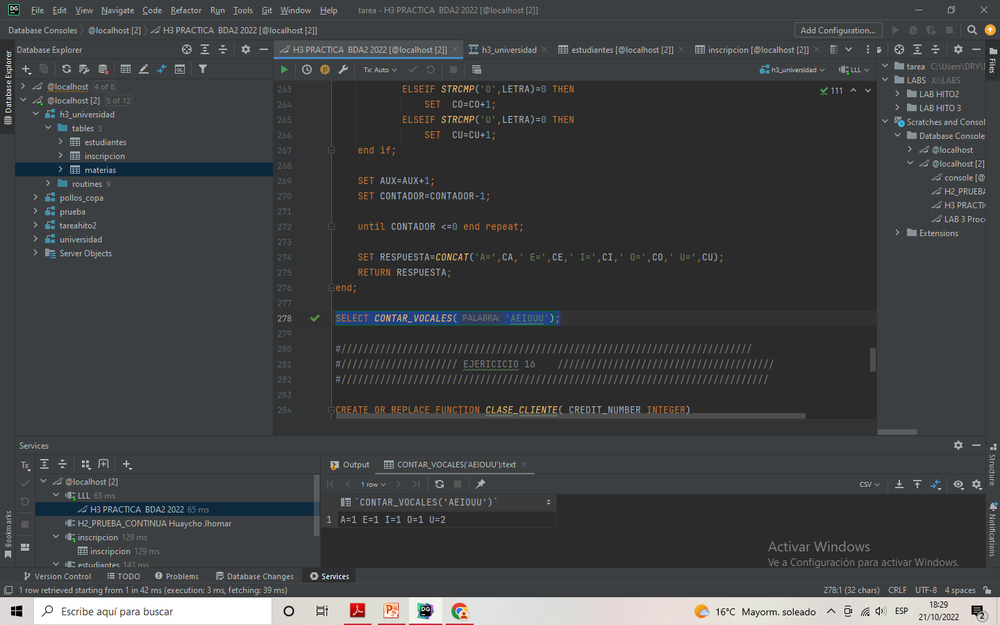 DG File Edit View Navigate Code Refactor Run Tools Git Window Help tarea - H3 PRACTICA BDA2 2022 [@localhost [2]]
Database Consoles @localhost [2] H3 PRACTICA BDA2 2022 [@localhost [2]] Add Configuration...
Database Explorer
H3 PRACTICA BDA2 2022 [@localhost [2]] h3_universidad estudiantes [@localhost [2]] inscripcion [@localhost [2]]
Tx: Auto h3_universidad LLL
Database Explorer
@localhost 4 of 8
@localhost [2] 5 of 12
h3_universidad
tables 3
estudiantes
inscripcion
materias
routines 9
pollos_copa
prueba
tareahito2
universidad
Server Objects
111
263 ELSEIF STRCMP('O',LETRA)=0 THEN
264 SET CO=CO+1;
265 ELSEIF STRCMP('U',LETRA)=0 THEN
266 SET CU=CU+1;
267 end if;
268
269 SET AUX=AUX+1;
270 SET CONTADOR=CONTADOR-1;
271
272 until CONTADOR <=0 end repeat;
273
274 SET RESPUESTA=CONCAT('A=',CA,' E=',CE,' I=',CI,' O=',CO,' U=',CU);
275 RETURN RESPUESTA;
276 end;
277
278 SELECT CONTAR_VOCALES( PALABRA: 'AEIOUU');
279
280 #//////////////////////////////////////////////////////////////////////////
281 #///////////////////// EJERICICIO 16 ///////////////////////////////////////
282 #/////////////////////////////////////////////////////////////////////////////
283
284 CREATE OR REPLACE FUNCTION CLASE_CLIENTE( CREDIT_NUMBER INTEGER)
tarea C:\Users\DRY\
LABS X:\LABS
LAB HITO2
LAB HITO 3
Scratches and Consol
Database Console
@localhost
@localhost [2]
console [@
H2_PRUEBA
H3 PRACTI
LAB 3 Proce
Extensions
Files
Structure
Notifications
Bookmarks
Services
Tx
@localhost [2]
LLL 65 ms
H3 PRACTICA BDA2 2022 65 ms
H2_PRUEBA_CONTINUA Huaycho Jhomar
inscripcion 129 ms
inscripcion 129 ms
estudiantes 143 ms
Output CONTAR_VOCALES('AEIOUU'):text
1 row CSV
`CONTAR_VOCALES('AEIOUU')`
1 A=1 E=1 I=1 O=1 U=2
Activar Windows
Ve a Configuración para activar Windows.
Version Control TODO Problems Database Changes Services
1 row retrieved starting from 1 in 42 ms (execution: 3 ms, fetching: 39 ms) 278:1 (32 chars) CRLF UTF-8 4 spaces
Escribe aquí para buscar
16°C Mayorm. soleado ESP
18:29
21/10/2022
2